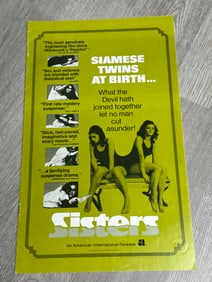 "The most genuinely
frightening film since
Hitchcock's Psycho!"
"Sex and violence
are blended with
diabolical zest"
"First rate mystery
suspenser."
"Slick, fast-paced,
imaginative and
scary movie..."
"...a terrifying
suspense drama."
SIAMESE
TWINS
AT BIRTH...
What the
Devil hath
joined together
let no man
cut
asunder!
Sisters
An American International Release